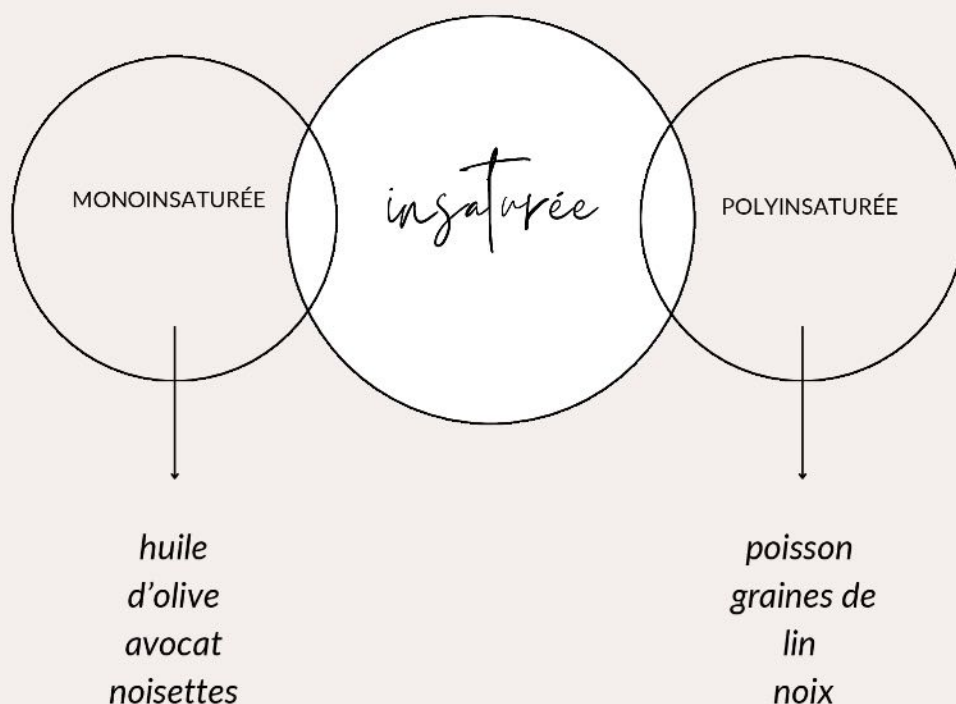 MONOINSATURÉE
insaturée
POLYINSATURÉE
huile
d’olive
avocat
noisettes
poisson
graines de
lin
noix